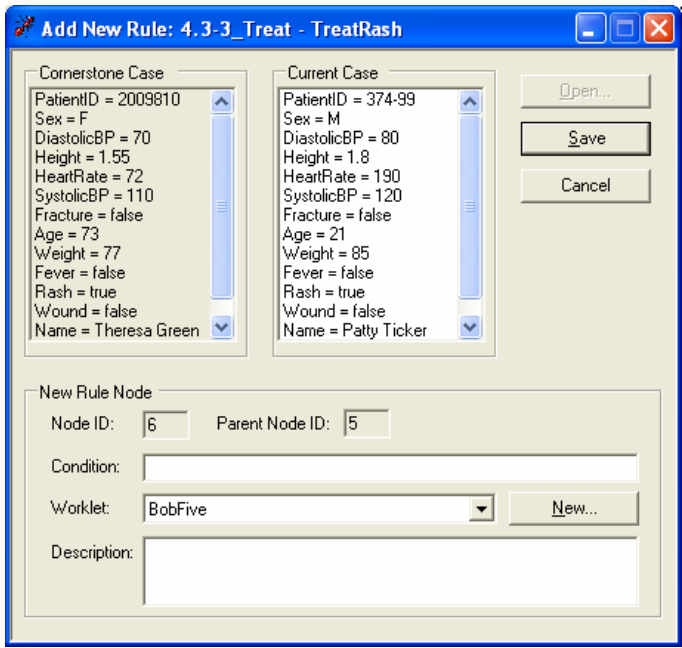 Add New Rule: 4.3-3_Treat - TreatRash
Cornerstone Case
PatientID = 2009810
Sex = F
DiastolicBP = 70
Height = 1.55
HeartRate = 72
SystolicBP = 110
Fracture = false
Age = 73
Weight = 77
Fever = false
Rash = true
Wound = false
Name = Theresa Green
Current Case
PatientID = 374-99
Sex = M
DiastolicBP = 80
Height = 1.8
HeartRate = 190
SystolicBP = 120
Fracture = false
Age = 21
Weight = 85
Fever = false
Rash = true
Wound = false
Name = Patty Ticker
Open...
Save
Cancel
New Rule Node
Node ID: 6 Parent Node ID: 5
Condition:
Worklet: BobFive New...
Description: